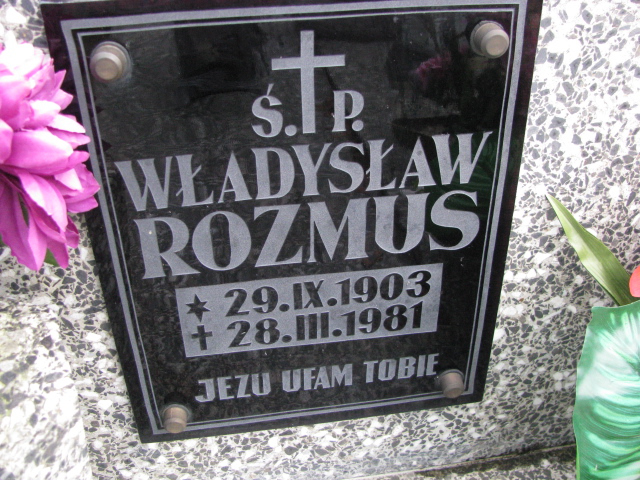 Ś. P.
WŁADYSŁAW
ROZMUS
* 29.IX.1903
✝ 28.III.1981
JEZU UFAM TOBIE